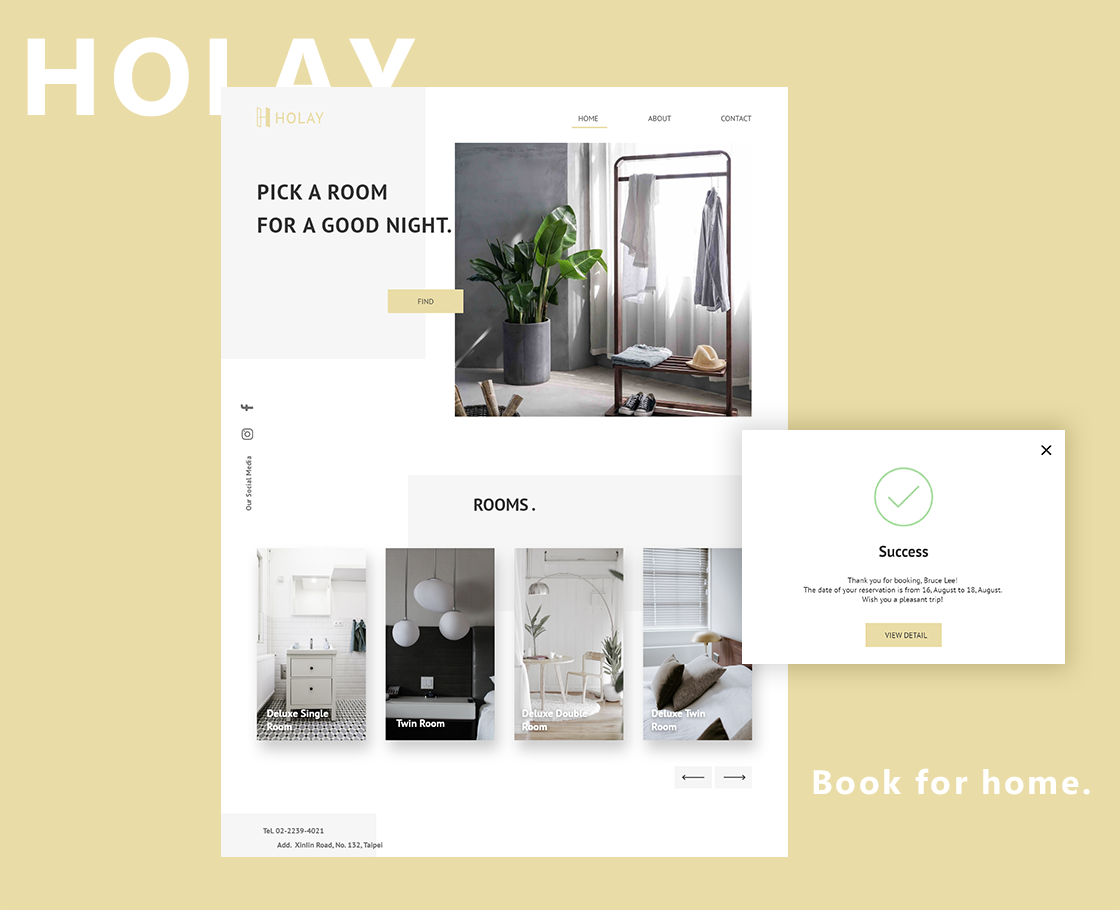 HOLAY
HOLAY
HOME
ABOUT
CONTACT
PICK A ROOM
FOR A GOOD NIGHT.
FIND
Our Social Media
ROOMS .
Deluxe Single
Room
Twin Room
Deluxe Double
Room
Deluxe Twin
Room
Success
Thank you for booking, Bruce Lee!
The date of your reservation is from 16, August to 18, August.
Wish you a pleasant trip!
VIEW DETAIL
Book for home.
Tel. 02-2239-4021
Add. Xinlin Road, No. 132, Taipei